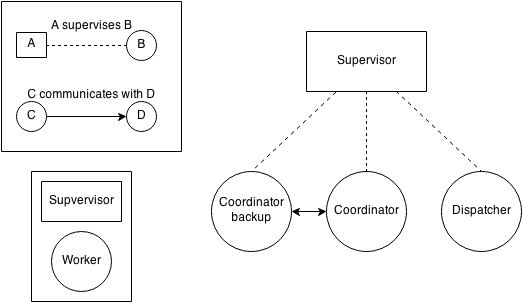 A supervises B
A
B
C communicates with D
C
D
Supvervisor
Worker
Supervisor
Coordinator
backup
Coordinator
Dispatcher